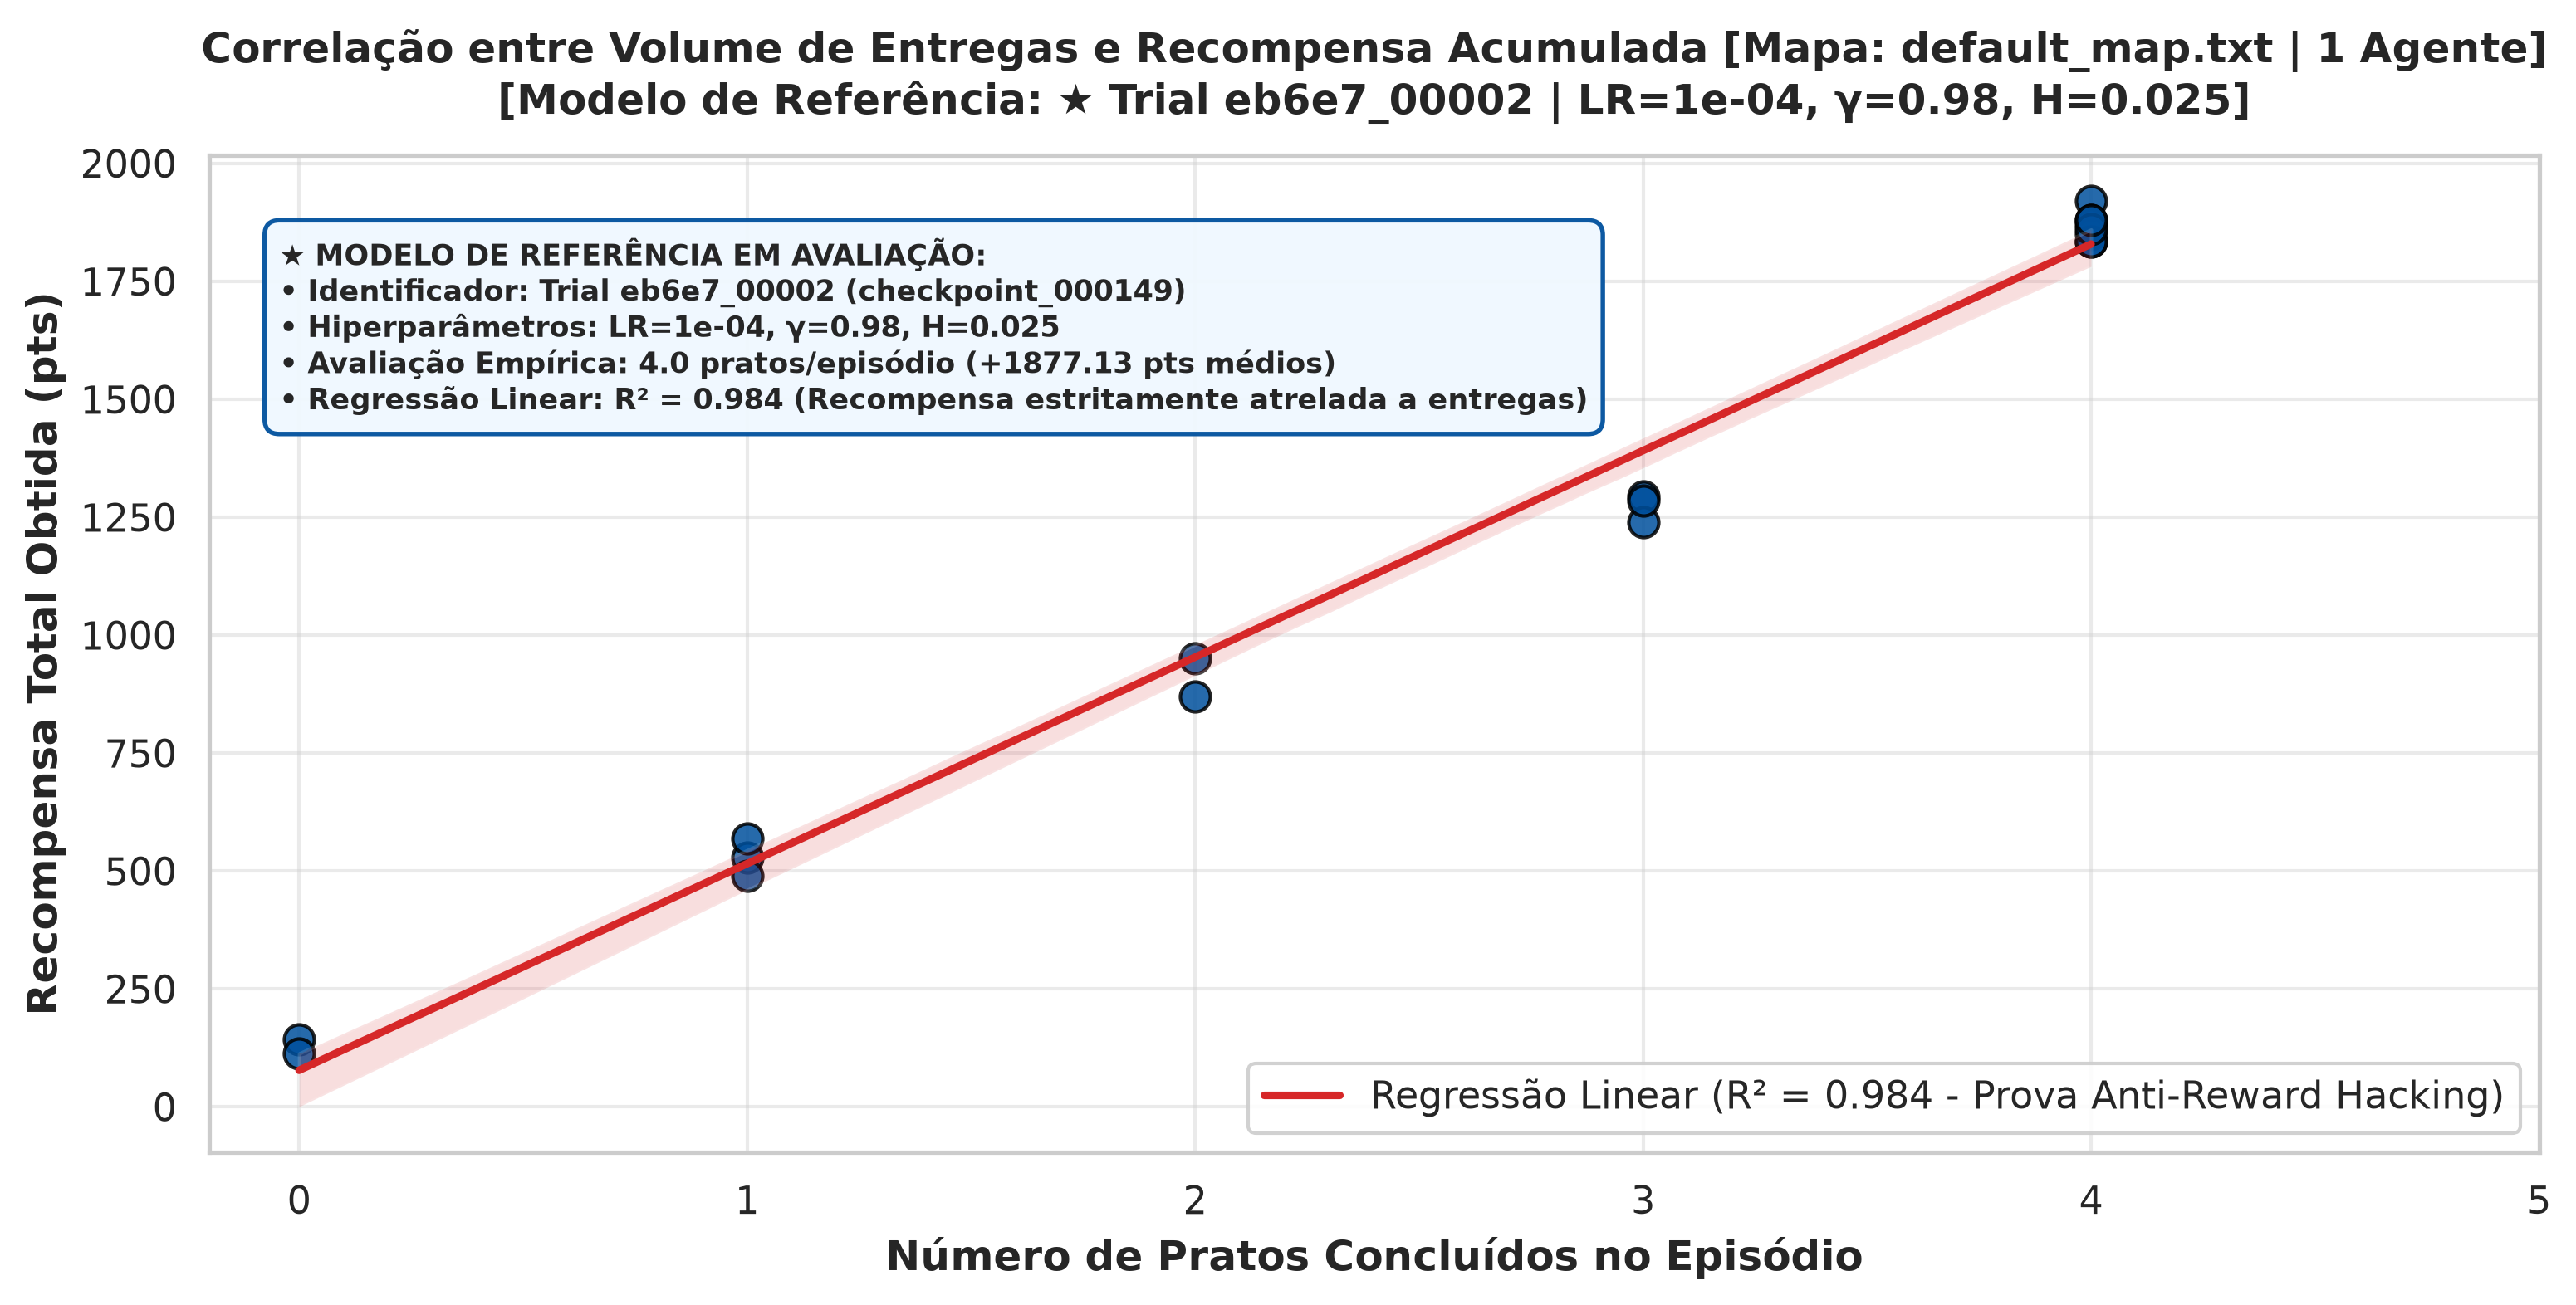 Correlação entre Volume de Entregas e Recompensa Acumulada [Mapa: default_map.txt | 1 Agente]
[Modelo de Referência: ★ Trial eb6e7_00002 | LR=1e-04, γ=0.98, H=0.025]
Recompensa Total Obtida (pts)
2000
1750
1500
1250
1000
750
500
250
0
★ MODELO DE REFERÊNCIA EM AVALIAÇÃO:
• Identificador: Trial eb6e7_00002 (checkpoint_000149)
• Hiperparâmetros: LR=1e-04, γ=0.98, H=0.025
• Avaliação Empírica: 4.0 pratos/episódio (+1877.13 pts médios)
• Regressão Linear: R² = 0.984 (Recompensa estritamente atrelada a entregas)
Regressão Linear (R² = 0.984 - Prova Anti-Reward Hacking)
0 1 2 3 4 5
Número de Pratos Concluídos no Episódio